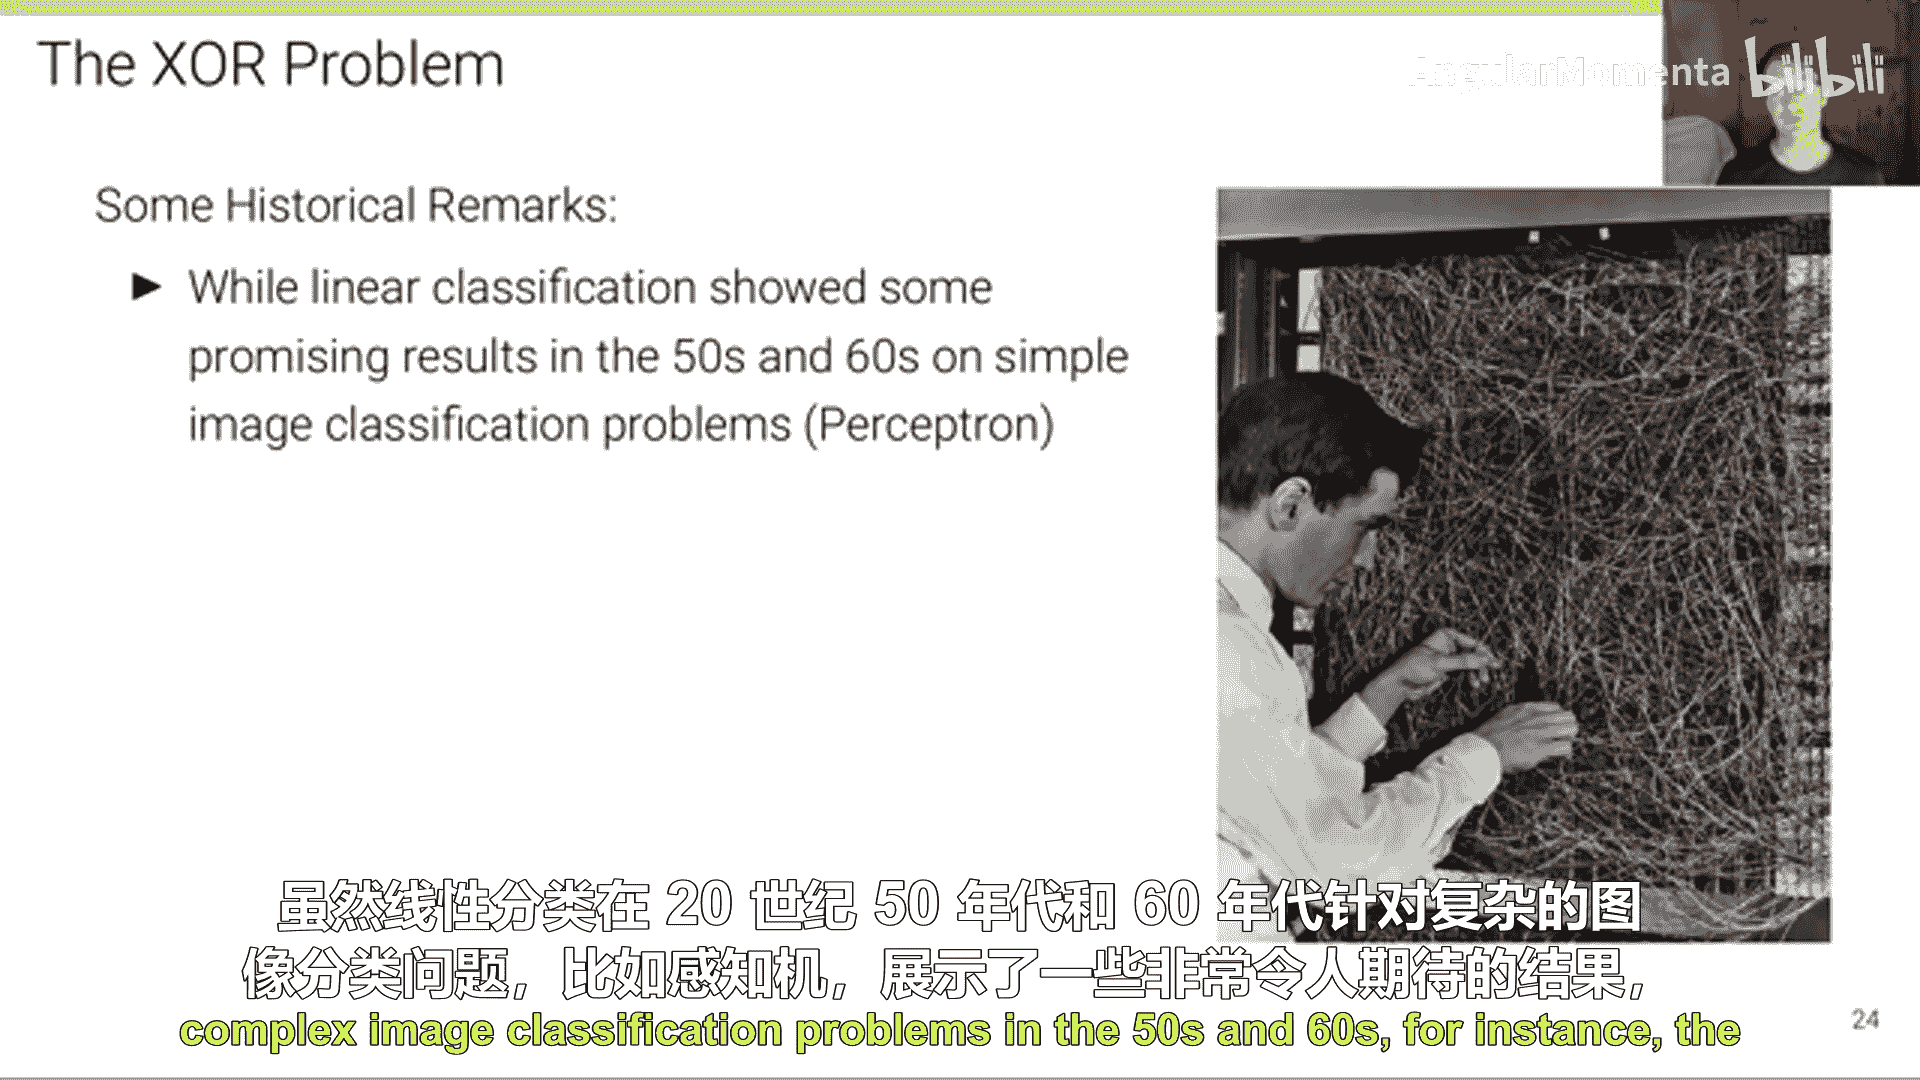 The XOR Problem
AngularMomenta
bilibili
Some Historical Remarks:
► While linear classification showed some
promising results in the 50s and 60s on simple
image classification problems (Perceptron)
虽然线性分类在 20 世纪 50 年代和 60 年代针对复杂的图
像分类问题，比如感知机，展示了一些非常令人期待的结果，
complex image classification problems in the 50s and 60s, for instance, the
24